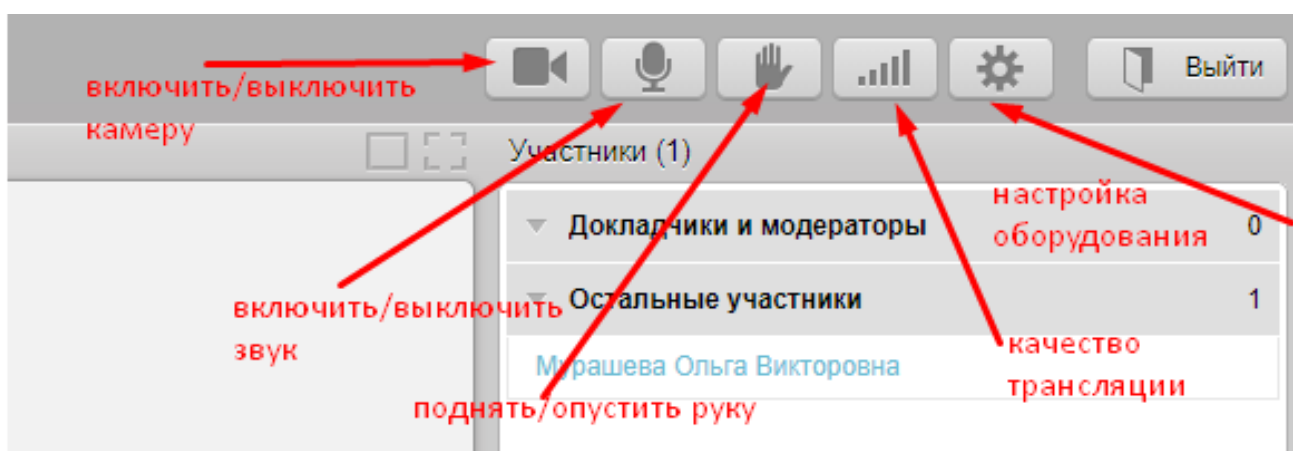 Выйти
включить/выключить
камеру
Участники (1)
настройка
оборудования
Докладчики и модераторы 0
включить/выключить
звук
Остальные участники 1
качество
трансляции
Мурашева Ольга Викторовна
поднять/опустить руку